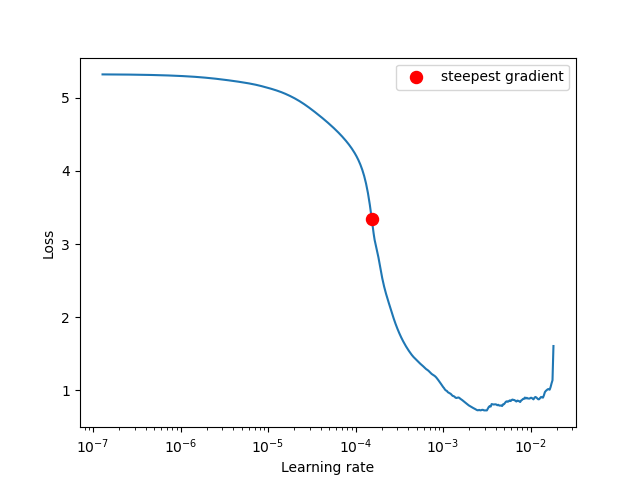 steepest gradient
Loss
5
4
3
2
1
10⁻⁷ 10⁻⁶ 10⁻⁵ 10⁻⁴ 10⁻³ 10⁻²
Learning rate